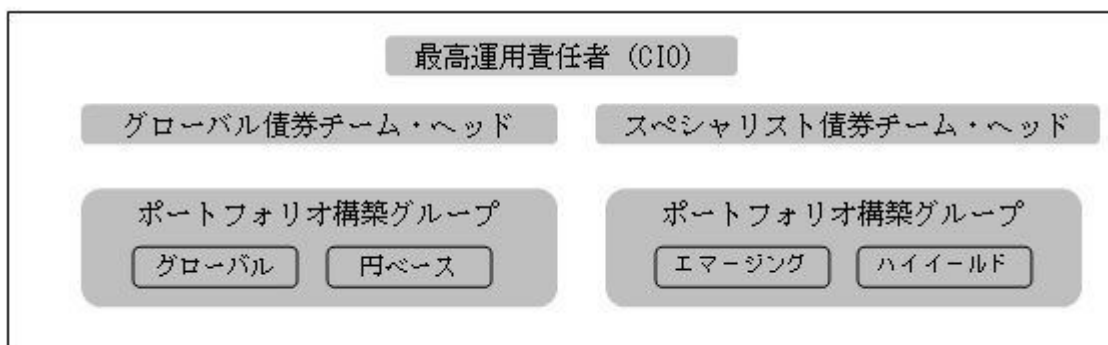 最高運用責任者 (CIO)
グローバル債券チーム・ヘッド
スペシャリスト債券チーム・ヘッド
ポートフォリオ構築グループ
グローバル
円ベース
ポートフォリオ構築グループ
エマージング
ハイイールド